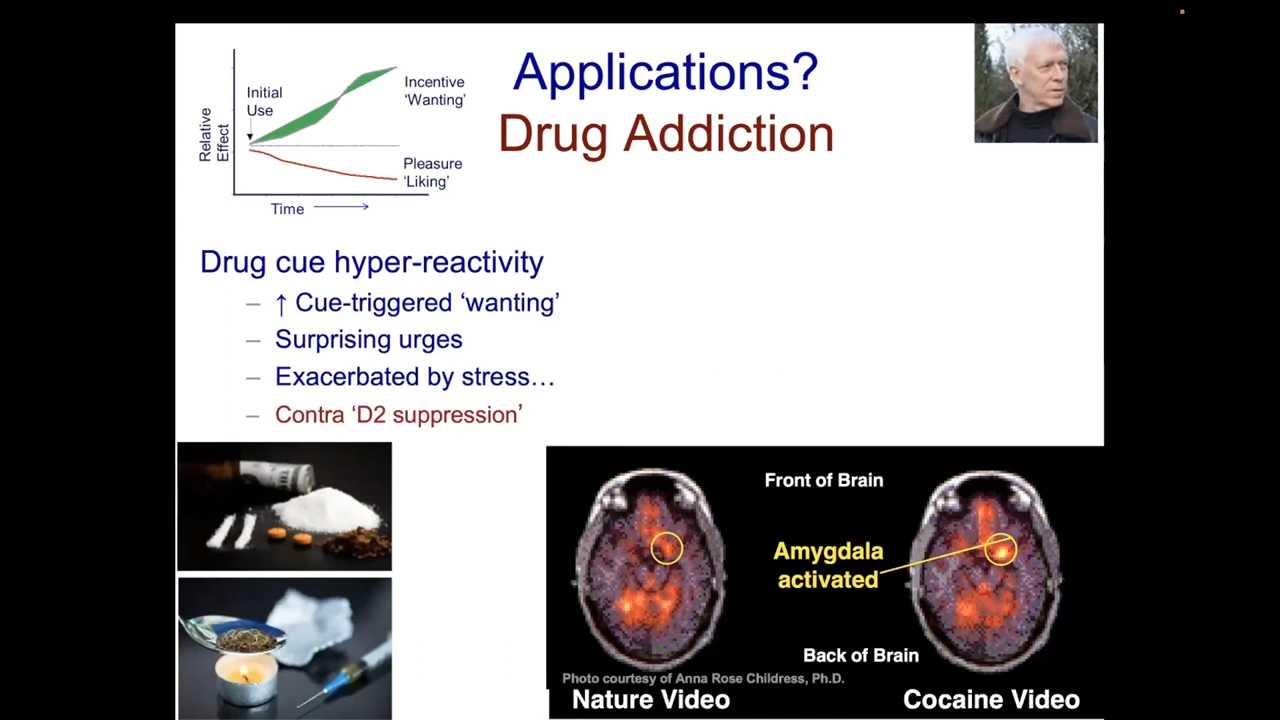 Applications?
Drug Addiction
Relative
Effect
Initial
Use
Incentive
‘Wanting’
Pleasure
‘Liking’
Time
Drug cue hyper-reactivity
– ↑ Cue-triggered ‘wanting’
– Surprising urges
– Exacerbated by stress…
– Contra ‘D2 suppression’
Front of Brain
Amygdala
activated
Back of Brain
Photo courtesy of Anna Rose Childress, Ph.D.
Nature Video
Cocaine Video